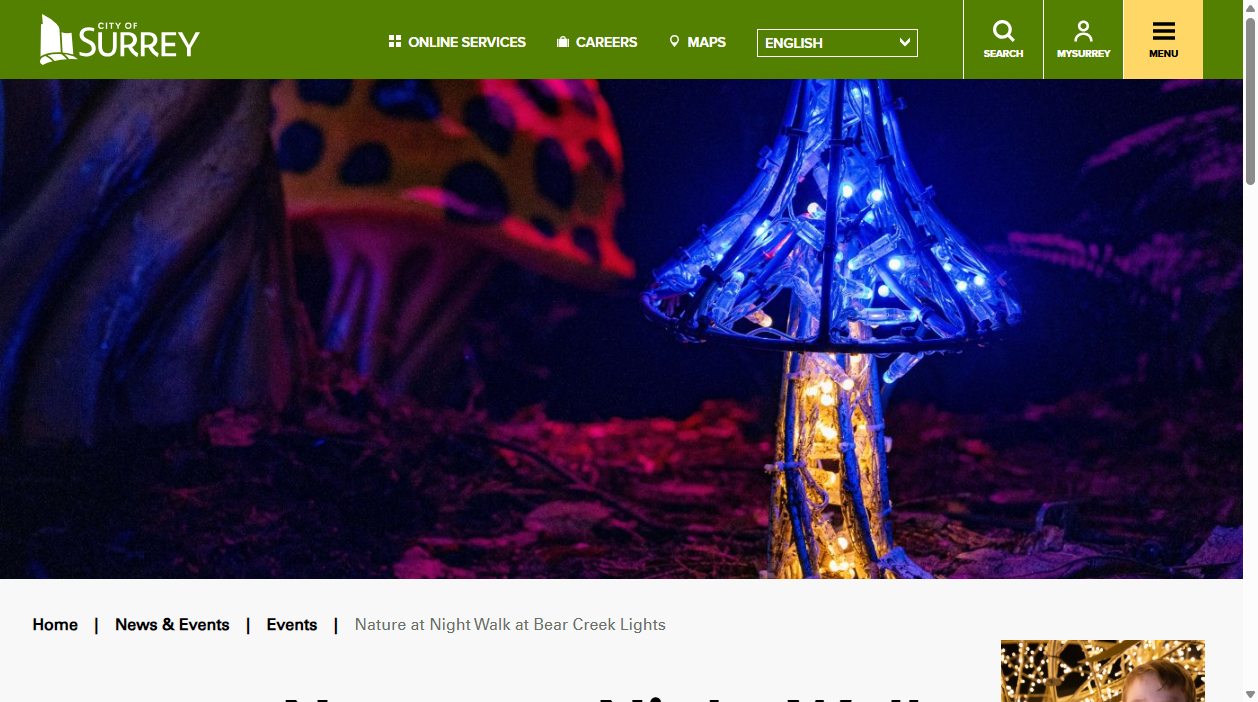 CITY OF
SURREY
ONLINE SERVICES
CAREERS
MAPS
ENGLISH
SEARCH
MYSURREY
MENU
Home | News & Events | Events | Nature at Night Walk at Bear Creek Lights